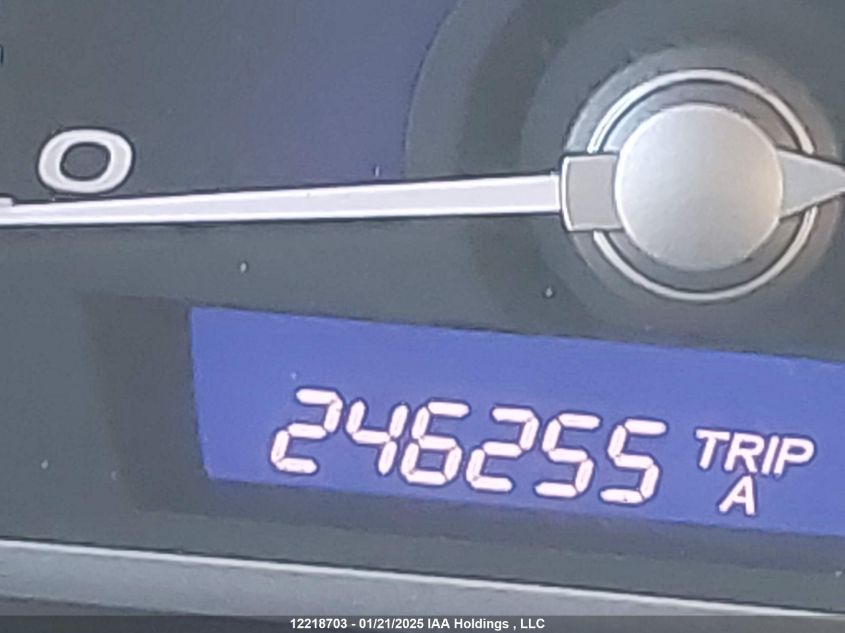 0
246255 TRIP
A
12218703 - 01/21/2025 IAA Holdings , LLC